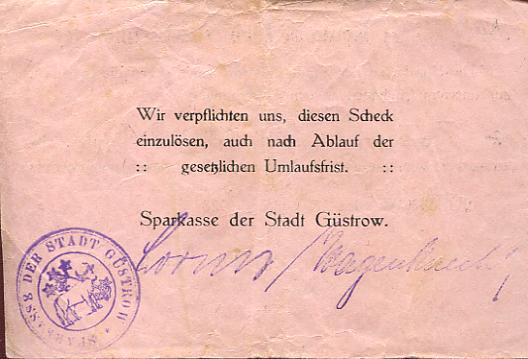 Wir verpflichten uns, diesen Scheck
einzulösen, auch nach Ablauf der
:: gesetzlichen Umlaufsfrist. ::
Sparkasse der Stadt Güstrow.
DER STADT GÜSTROW